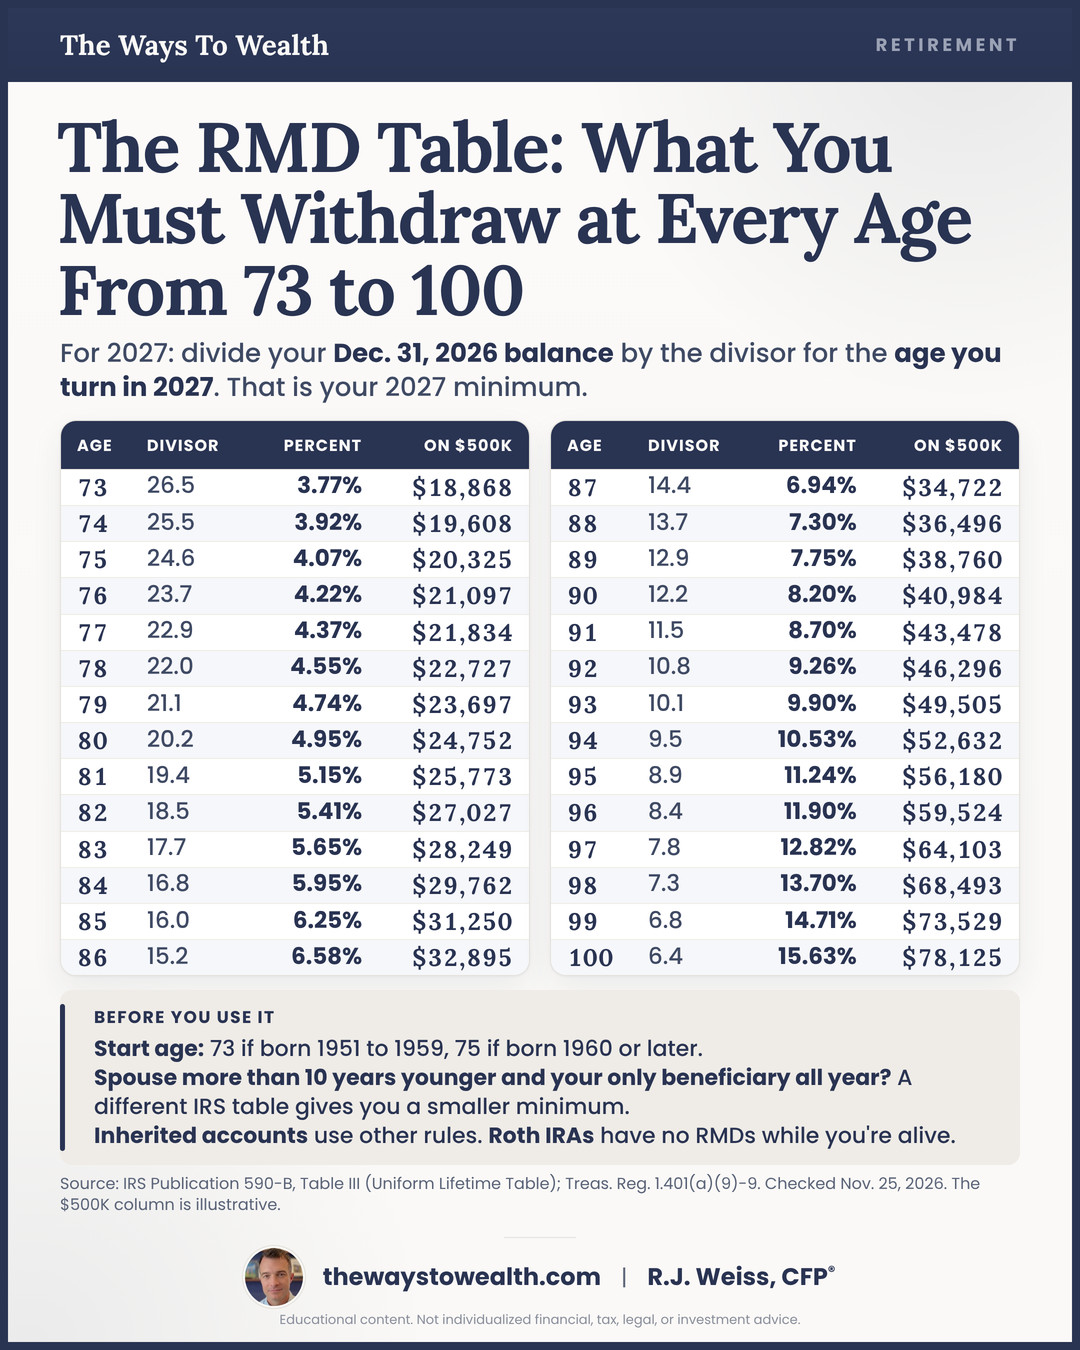 The Ways To Wealth
RETIREMENT
The RMD Table: What You
Must Withdraw at Every Age
From 73 to 100
For 2027: divide your Dec. 31, 2026 balance by the divisor for the age you
turn in 2027. That is your 2027 minimum.
AGE DIVISOR PERCENT ON $500K
73 26.5 3.77% $18,868
74 25.5 3.92% $19,608
75 24.6 4.07% $20,325
76 23.7 4.22% $21,097
77 22.9 4.37% $21,834
78 22.0 4.55% $22,727
79 21.1 4.74% $23,697
80 20.2 4.95% $24,752
81 19.4 5.15% $25,773
82 18.5 5.41% $27,027
83 17.7 5.65% $28,249
84 16.8 5.95% $29,762
85 16.0 6.25% $31,250
86 15.2 6.58% $32,895
AGE DIVISOR PERCENT ON $500K
87 14.4 6.94% $34,722
88 13.7 7.30% $36,496
89 12.9 7.75% $38,760
90 12.2 8.20% $40,984
91 11.5 8.70% $43,478
92 10.8 9.26% $46,296
93 10.1 9.90% $49,505
94 9.5 10.53% $52,632
95 8.9 11.24% $56,180
96 8.4 11.90% $59,524
97 7.8 12.82% $64,103
98 7.3 13.70% $68,493
99 6.8 14.71% $73,529
100 6.4 15.63% $78,125
BEFORE YOU USE IT
Start age: 73 if born 1951 to 1959, 75 if born 1960 or later.
Spouse more than 10 years younger and your only beneficiary all year? A
different IRS table gives you a smaller minimum.
Inherited accounts use other rules. Roth IRAs have no RMDs while you're alive.
Source: IRS Publication 590-B, Table III (Uniform Lifetime Table); Treas. Reg. 1.401(a)(9)-9. Checked Nov. 25, 2026. The
$500K column is illustrative.
thewaystowealth.com | R.J. Weiss, CFP®
Educational content. Not individualized financial, tax, legal, or investment advice.